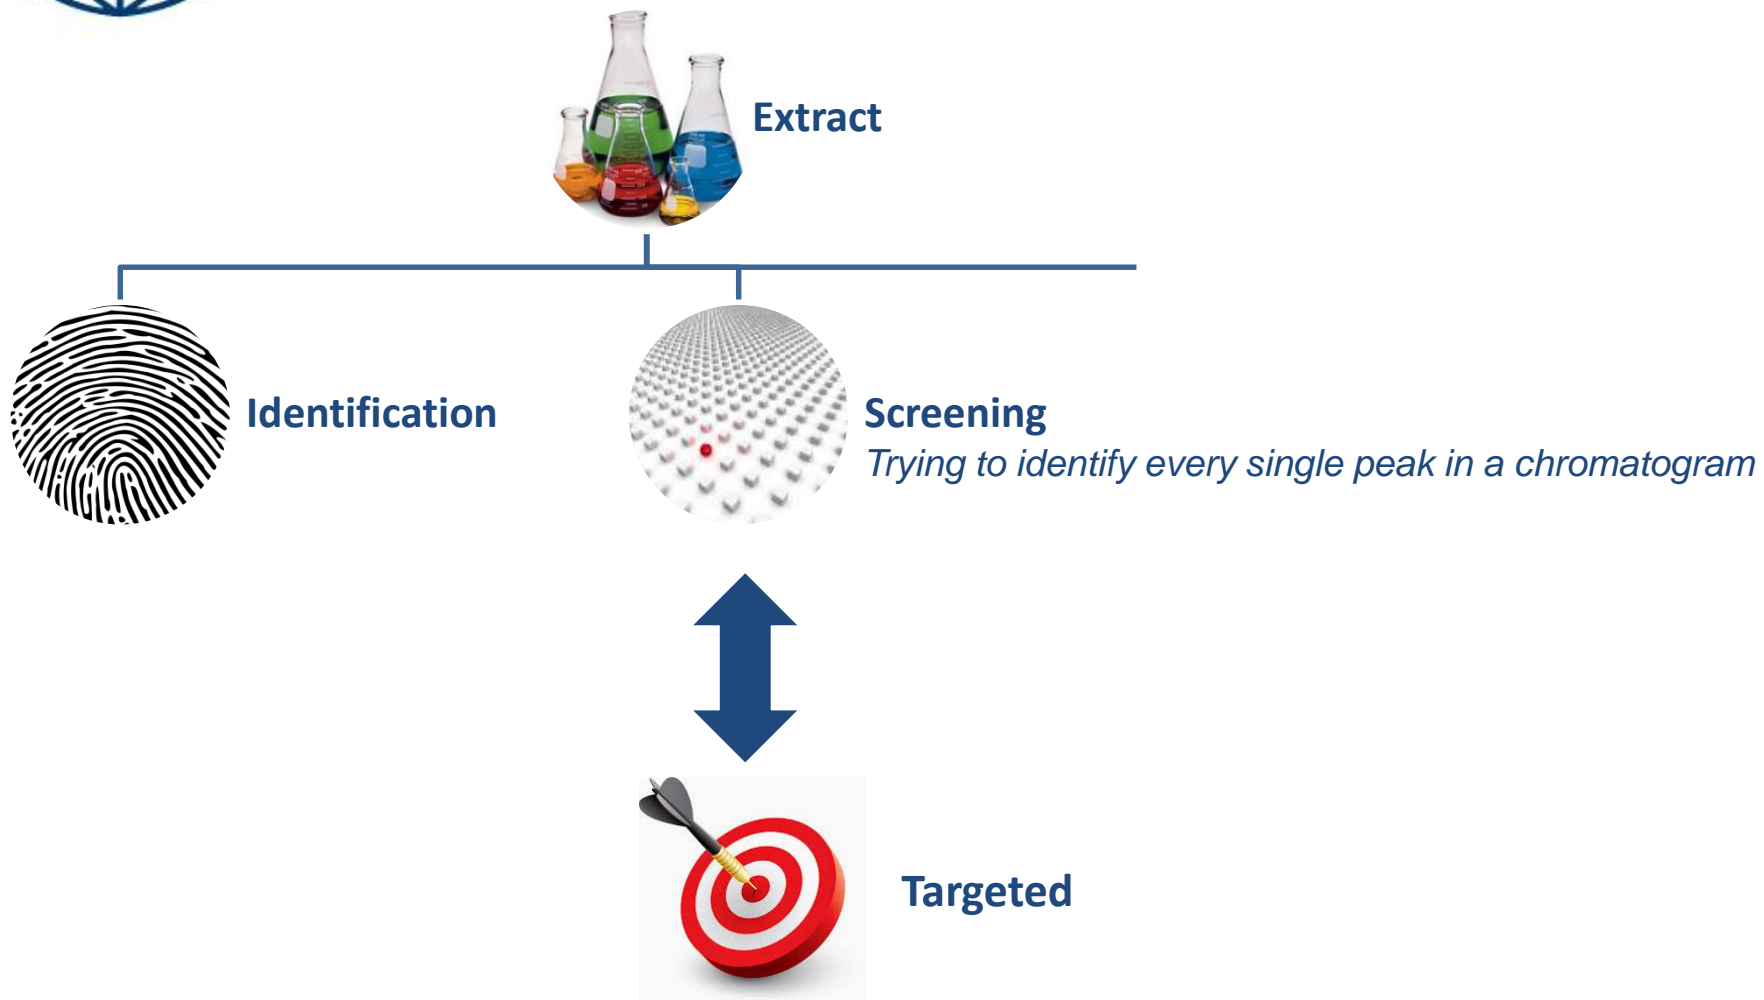 Extract
Identification
Screening
Trying to identify every single peak in a chromatogram
Targeted